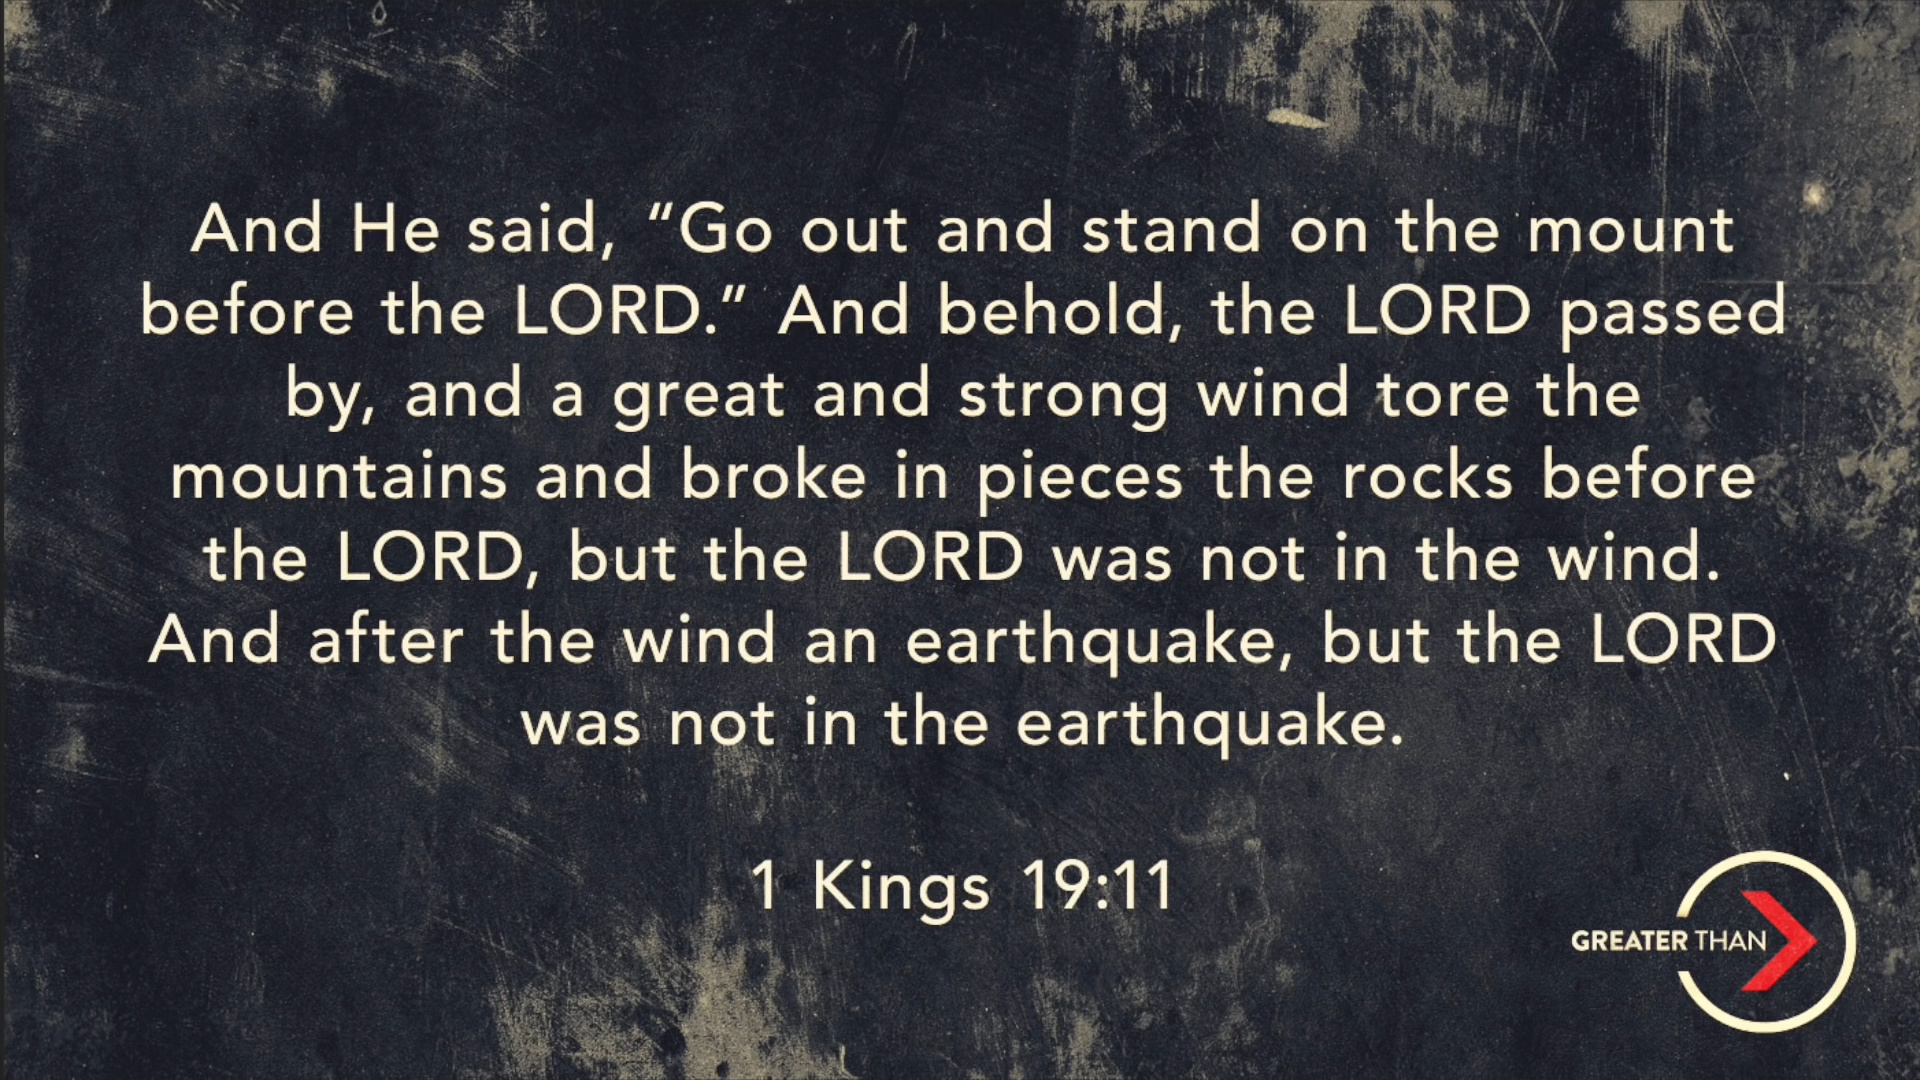 And He said, “Go out and stand on the mount
before the LORD.” And behold, the LORD passed
by, and a great and strong wind tore the
mountains and broke in pieces the rocks before
the LORD, but the LORD was not in the wind.
And after the wind an earthquake, but the LORD
was not in the earthquake.
1 Kings 19:11
GREATER THAN